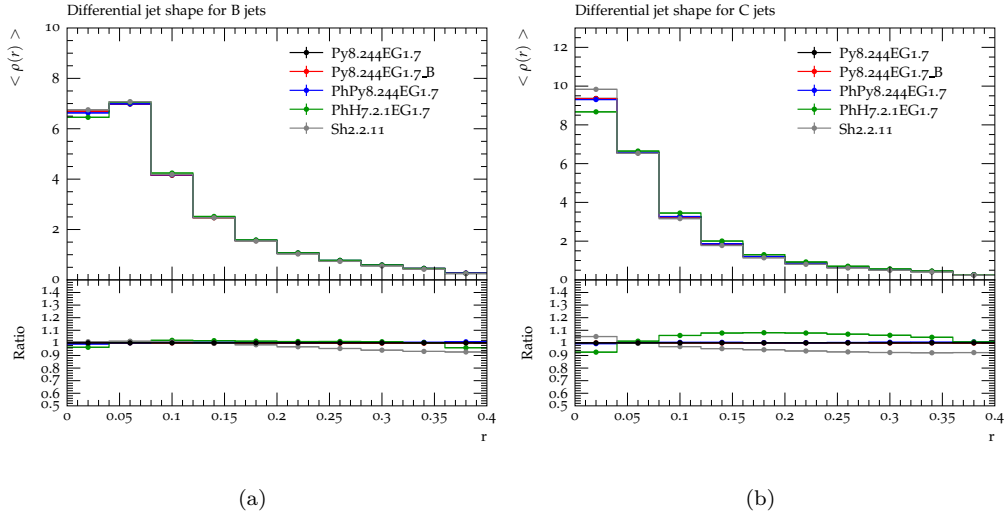 Differential jet shape for B jets
< ρ(r) >
10
8
6
4
2
0
Py8.244EG1.7
Py8.244EG1.7_B
PhPy8.244EG1.7
PhH7.2.1EG1.7
Sh2.2.11
Ratio
1.4
1.3
1.2
1.1
1
0.9
0.8
0.7
0.6
0.5
0 0.05 0.1 0.15 0.2 0.25 0.3 0.35 0.4
r
(a)
Differential jet shape for C jets
< ρ(r) >
12
10
8
6
4
2
0
Py8.244EG1.7
Py8.244EG1.7_B
PhPy8.244EG1.7
PhH7.2.1EG1.7
Sh2.2.11
Ratio
1.4
1.3
1.2
1.1
1
0.9
0.8
0.7
0.6
0.5
0 0.05 0.1 0.15 0.2 0.25 0.3 0.35 0.4
r
(b)